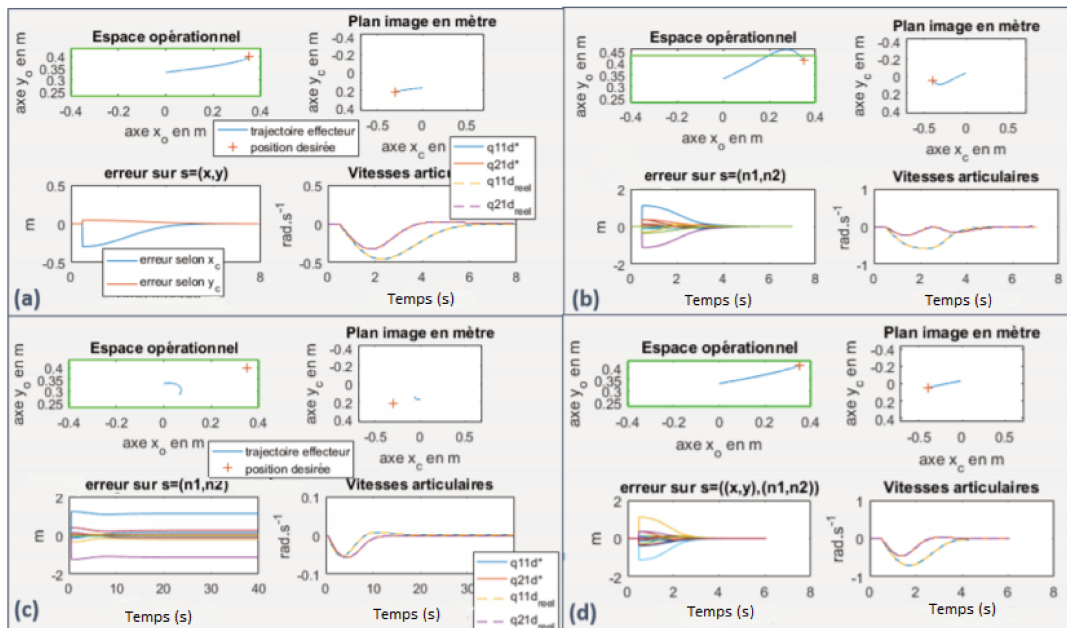 Espace opérationnel
axe y_o en m
0.4
0.35
0.3
0.25
-0.4 -0.2 0 0.2 0.4
axe x_o en m
Plan image en mètre
axe y_c en m
-0.4
-0.2
0
0.2
0.4
-0.5 0 0.5
axe x_c en m
trajectoire effecteur
position desirée
erreur sur s=(x,y)
m
0.5
0
-0.5
8
erreur selon x_c
erreur selon y_c
Vitesses articu
rad.s⁻¹
0.5
0
-0.5
0 2 4 6 8
q11d*
q21d*
q11d_reel
q21d_reel
Temps (s)
(a)
Espace opérationnel
axe y_o en m
0.45
0.4
0.35
0.3
0.25
-0.4 -0.2 0 0.2 0.4
axe x_o en m
Plan image en mètre
axe y_c en m
-0.4
-0.2
0
0.2
0.4
-0.5 0 0.5
axe x_c en m
erreur sur s=(n1,n2)
m
2
0
-2
0 2 4 6 8
Temps (s)
Vitesses articulaires
rad.s⁻¹
1
0
-1
0 2 4 6 8
Temps (s)
(b)
Espace opérationnel
axe y_o en m
0.4
0.35
0.3
0.25
-0.4 -0.2 0 0.2 0.4
axe x_o en m
Plan image en mètre
axe y_c en m
-0.4
-0.2
0
0.2
0.4
-0.5 0 0.5
axe x_c en m
trajectoire effecteur
position desirée
erreur sur s=(n1,n2)
m
2
0
-2
0 10 20 30 40
Temps (s)
Vitesses articulaires
rad.s⁻¹
0.1
0
-0.1
0 10 20 30
Temps (s)
q11d*
q21d*
q11d_reel
q21d_reel
(c)
Espace opérationnel
axe y_o en m
0.4
0.35
0.3
0.25
-0.4 -0.2 0 0.2 0.4
axe x_o en m
Plan image en mètre
axe y_c en m
-0.4
-0.2
0
0.2
0.4
-0.5 0 0.5
axe x_c en m
erreur sur s=((x,y),(n1,n2))
m
2
0
-2
0 2 4 6 8
Temps (s)
Vitesses articulaires
rad.s⁻¹
1
0
-1
0 2 4 6 8
Temps (s)
(d)